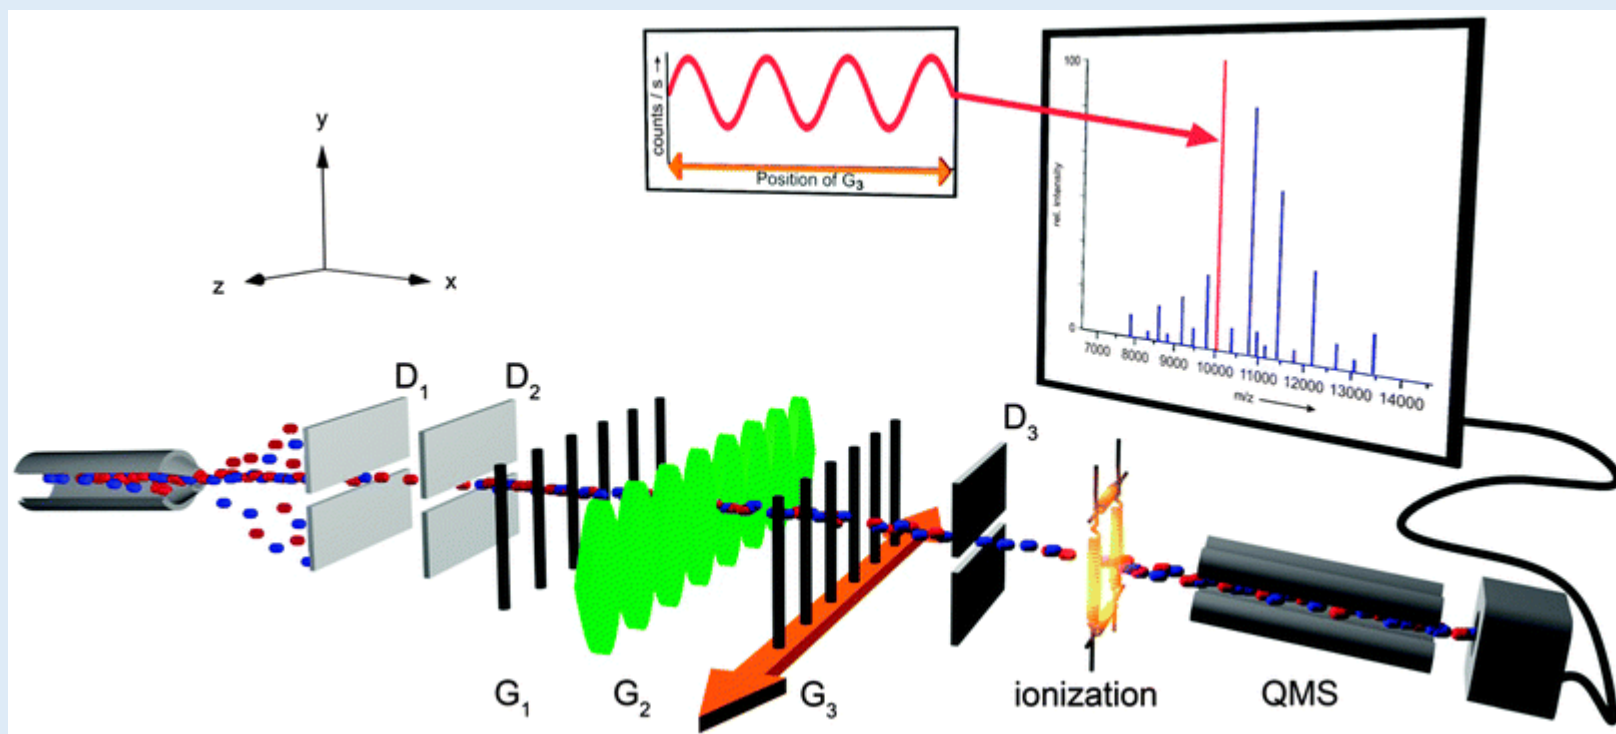 counts / s →
Position of G3
100
rel. intensity
0
7000 8000 9000 10000 11000 12000 13000 14000
m/z
y
z
x
D1
D2
D3
G1
G2
G3
ionization
QMS